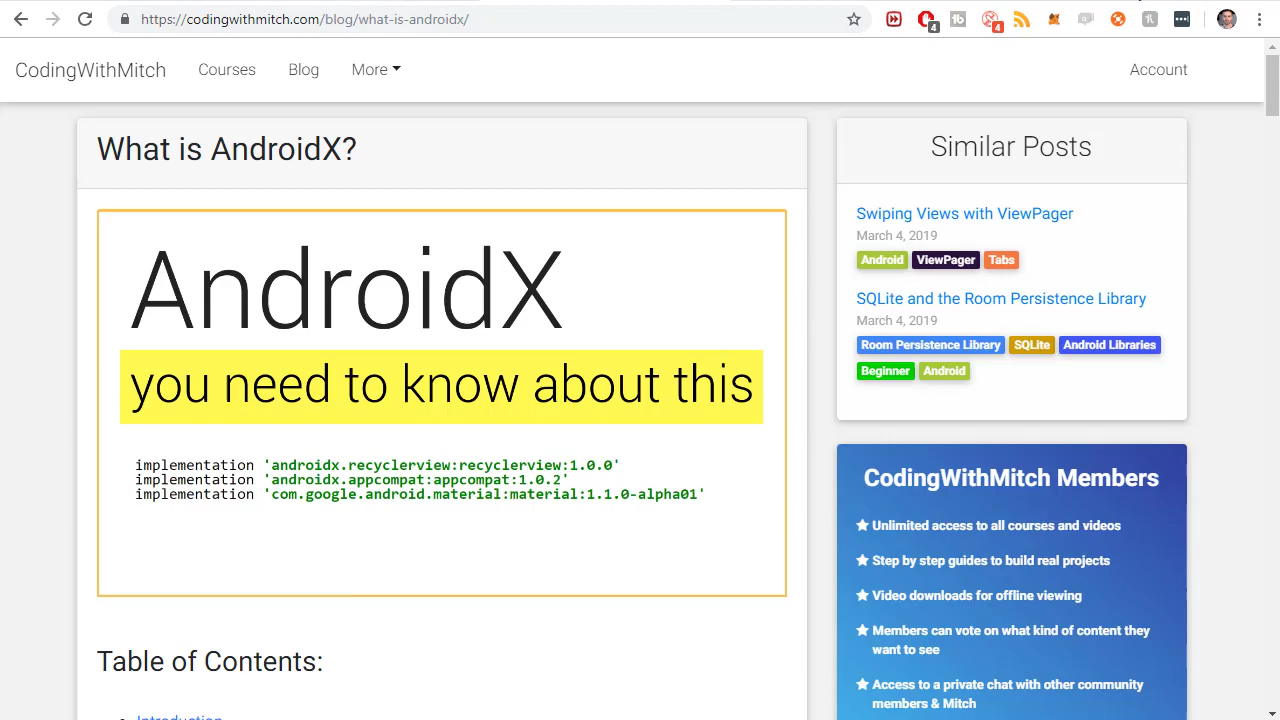 https://codingwithmitch.com/blog/what-is-androidx/
4
4
CodingWithMitch
Courses
Blog
More
Account
What is AndroidX?
AndroidX
you need to know about this
implementation 'androidx.recyclerview:recyclerview:1.0.0'
implementation 'androidx.appcompat:appcompat:1.0.2'
implementation 'com.google.android.material:material:1.1.0-alpha01'
Table of Contents:
Introduction
Similar Posts
Swiping Views with ViewPager
March 4, 2019
Android ViewPager Tabs
SQLite and the Room Persistence Library
March 4, 2019
Room Persistence Library SQLite Android Libraries
Beginner Android
CodingWithMitch Members
Unlimited access to all courses and videos
Step by step guides to build real projects
Video downloads for offline viewing
Members can vote on what kind of content they
want to see
Access to a private chat with other community
members & Mitch